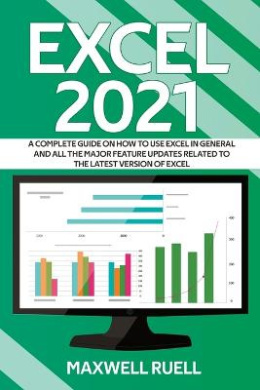 EXCEL
2021
A COMPLETE GUIDE ON HOW TO USE EXCEL IN GENERAL
AND ALL THE MAJOR FEATURE UPDATES RELATED TO
THE LATEST VERSION OF EXCEL
MAXWELL RUELL